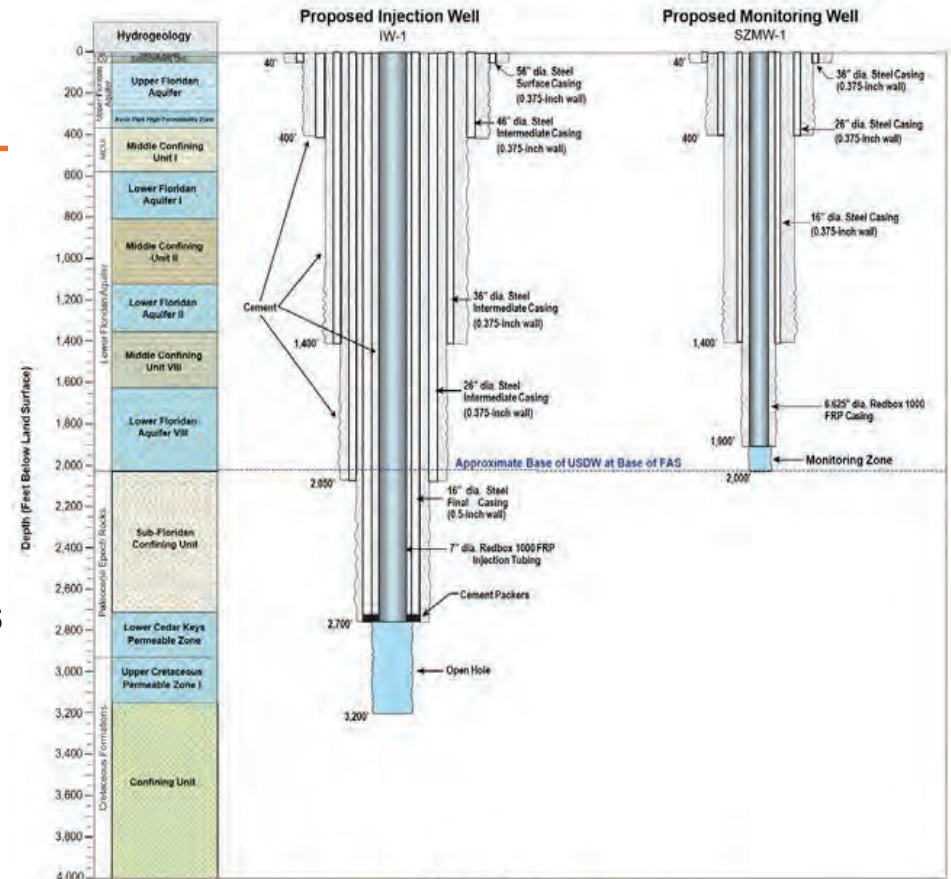 Proposed Injection Well
IW-1
Proposed Monitoring Well
SZMW-1
Hydrogeology
Depth (Feet Below Land Surface)
0
200
400
600
800
1,000
1,200
1,400
1,600
1,800
2,000
2,200
2,400
2,600
2,800
3,000
3,200
3,400
3,600
3,800
4,000
Upper Floridan
Aquifer
MCUI
Lower Floridan Aquifer
Paleocene Epoch Rocks
Cretaceous Formations
Upper Floridan
Aquifer
Avon Park High Permeability Zone
Middle Confining
Unit I
Lower Floridan
Aquifer I
Middle Confining
Unit II
Lower Floridan
Aquifer II
Middle Confining
Unit VIII
Lower Floridan
Aquifer VIII
Sub-Floridan
Confining Unit
Lower Cedar Keys
Permeable Zone
Upper Cretaceous
Permeable Zone I
Confining Unit
40'
400'
1,400'
2,050'
2,700'
3,200'
Cement
56" dia. Steel
Surface Casing
(0.375-inch wall)
46" dia. Steel
Intermediate Casing
(0.375-inch wall)
36" dia. Steel
Intermediate Casing
(0.375-inch wall)
26" dia. Steel
Intermediate Casing
(0.375-inch wall)
Approximate Base of USDW at Base of FAS
16" dia. Steel
Final Casing
(0.5-inch wall)
7" dia. Redbox 1000 FRP
Injection Tubing
Cement Packers
Open Hole
40'
400'
1,400'
1,900'
2,000'
36" dia. Steel Casing
(0.375-inch wall)
26" dia. Steel Casing
(0.375-inch wall)
16" dia. Steel Casing
(0.375-inch wall)
6.625" dia. Redbox 1000
FRP Casing
Monitoring Zone